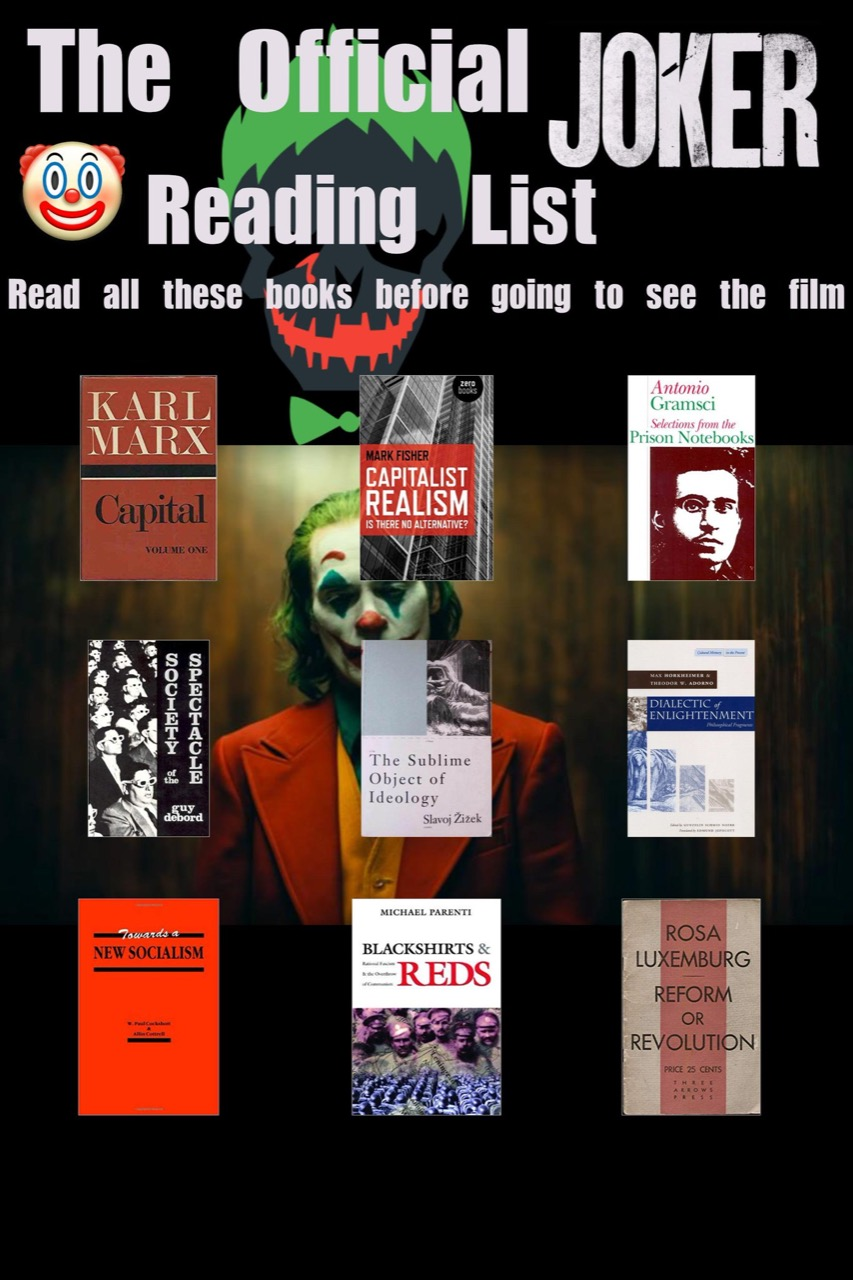 The Official JOKER
Reading List
Read all these books before going to see the film
KARL
MARX
Capital
VOLUME ONE
zero
books
MARK FISHER
CAPITALIST
REALISM
IS THERE NO ALTERNATIVE?
Antonio
Gramsci
Selections from the
Prison Notebooks
SOCIETY
of
the
SPECTACLE
guy
debord
The Sublime
Object of
Ideology
Slavoj Žižek
MAX HORKHEIMER &
THEODOR W. ADORNO
DIALECTIC of
ENLIGHTENMENT
Philosophical Fragments
Towards a
NEW SOCIALISM
W. Paul Cockshott
&
Allin Cottrell
MICHAEL PARENTI
BLACKSHIRTS &
REDS
Rational Fascism
& the Overthrow
of Communism
ROSA
LUXEMBURG
REFORM
OR
REVOLUTION
PRICE 25 CENTS
THREE
ARROWS
PRESS